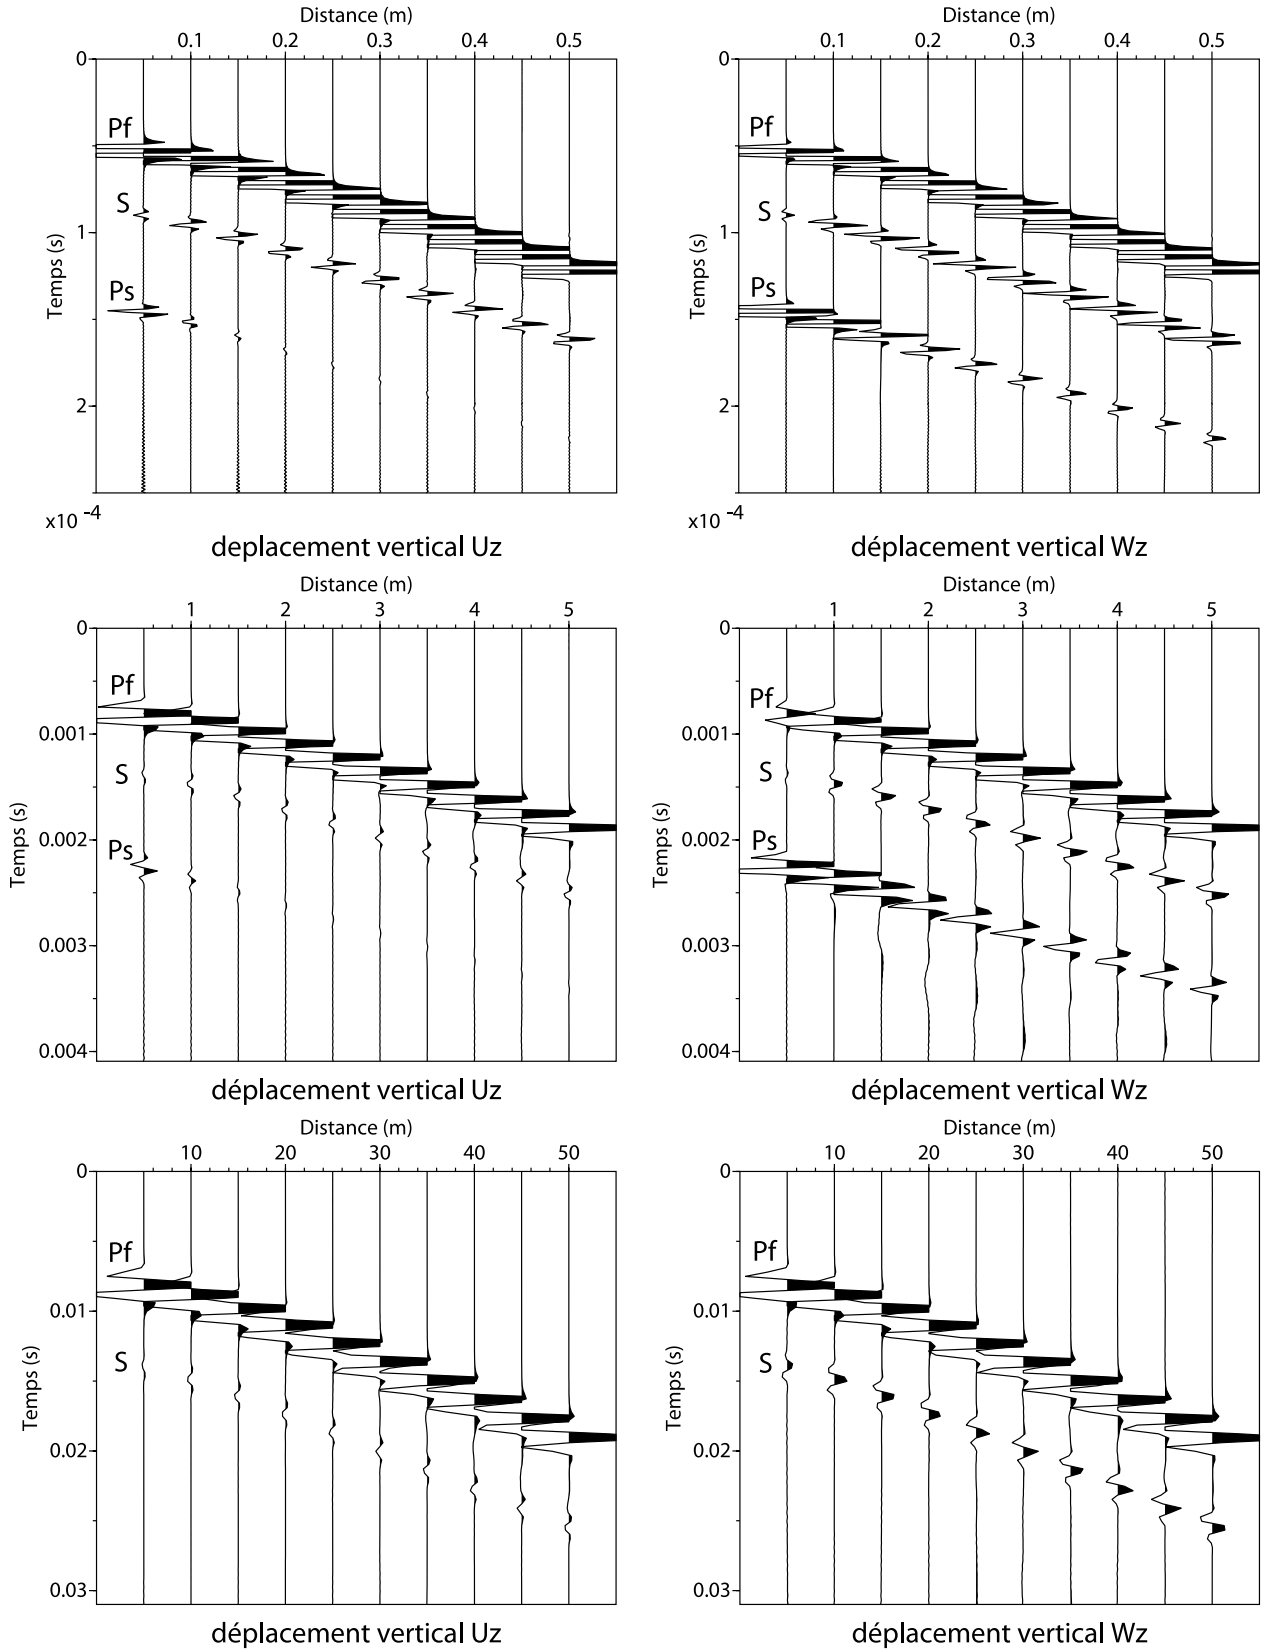 Distance (m)
0.1 0.2 0.3 0.4 0.5
0
Pf
S
1
Temps (s)
Ps
2
x10 -4
deplacement vertical Uz
Distance (m)
0.1 0.2 0.3 0.4 0.5
0
Pf
S
1
Temps (s)
Ps
2
x10 -4
déplacement vertical Wz
Distance (m)
1 2 3 4 5
0
Pf
0.001
S
0.002
Temps (s)
Ps
0.003
0.004
déplacement vertical Uz
Distance (m)
1 2 3 4 5
0
Pf
0.001
S
0.002
Temps (s)
Ps
0.003
0.004
déplacement vertical Wz
Distance (m)
10 20 30 40 50
0
Pf
0.01
S
Temps (s)
0.02
0.03
déplacement vertical Uz
Distance (m)
10 20 30 40 50
0
Pf
0.01
S
Temps (s)
0.02
0.03
déplacement vertical Wz